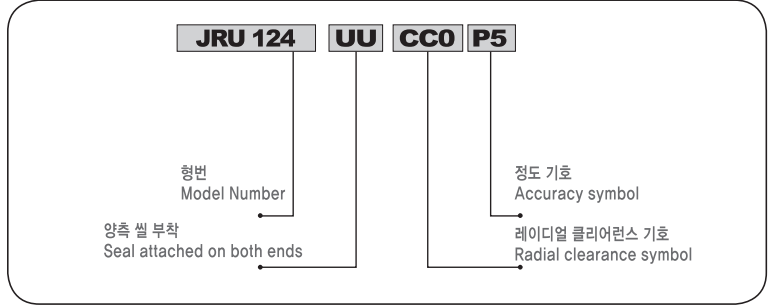 JRU 124 UU CC0 P5
형번
Model Number
정도 기호
Accuracy symbol
양측 씰 부착
Seal attached on both ends
레이디얼 클리어런스 기호
Radial clearance symbol